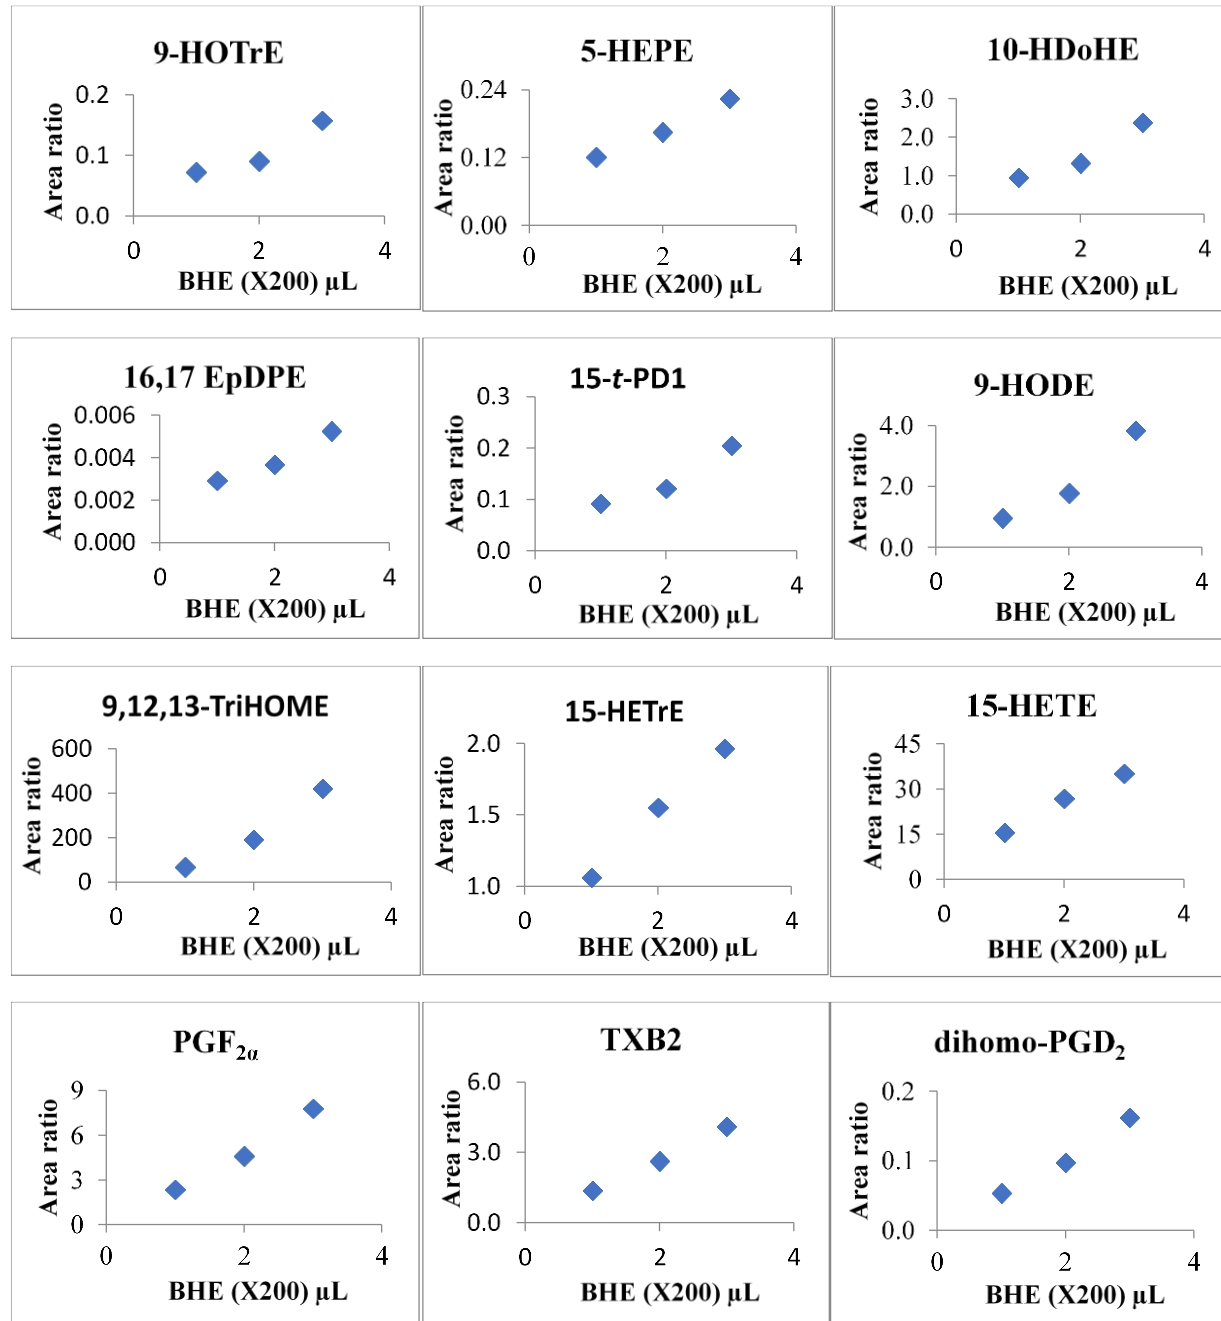 9-HOTrE
Area ratio
0.2
0.1
0.0
0 2 4
BHE (X200) µL
5-HEPE
Area ratio
0.24
0.12
0.00
0 2 4
BHE (X200) µL
10-HDoHE
Area ratio
3.0
2.0
1.0
0.0
0 2 4
BHE (X200) µL
16,17 EpDPE
Area ratio
0.006
0.004
0.002
0.000
0 2 4
BHE (X200) µL
15-t-PD1
Area ratio
0.3
0.2
0.1
0.0
0 2 4
BHE (X200) µL
9-HODE
Area ratio
4.0
2.0
0.0
0 2 4
BHE (X200) µL
9,12,13-TriHOME
Area ratio
600
400
200
0
0 2 4
BHE (X200) µL
15-HETrE
Area ratio
2.0
1.5
1.0
0 2 4
BHE (X200) µL
15-HETE
Area ratio
45
30
15
0
0 2 4
BHE (X200) µL
PGF2α
Area ratio
9
6
3
0
0 2 4
BHE (X200) µL
TXB2
Area ratio
6.0
3.0
0.0
0 2 4
BHE (X200) µL
dihomo-PGD2
Area ratio
0.2
0.1
0.0
0 2 4
BHE (X200) µL